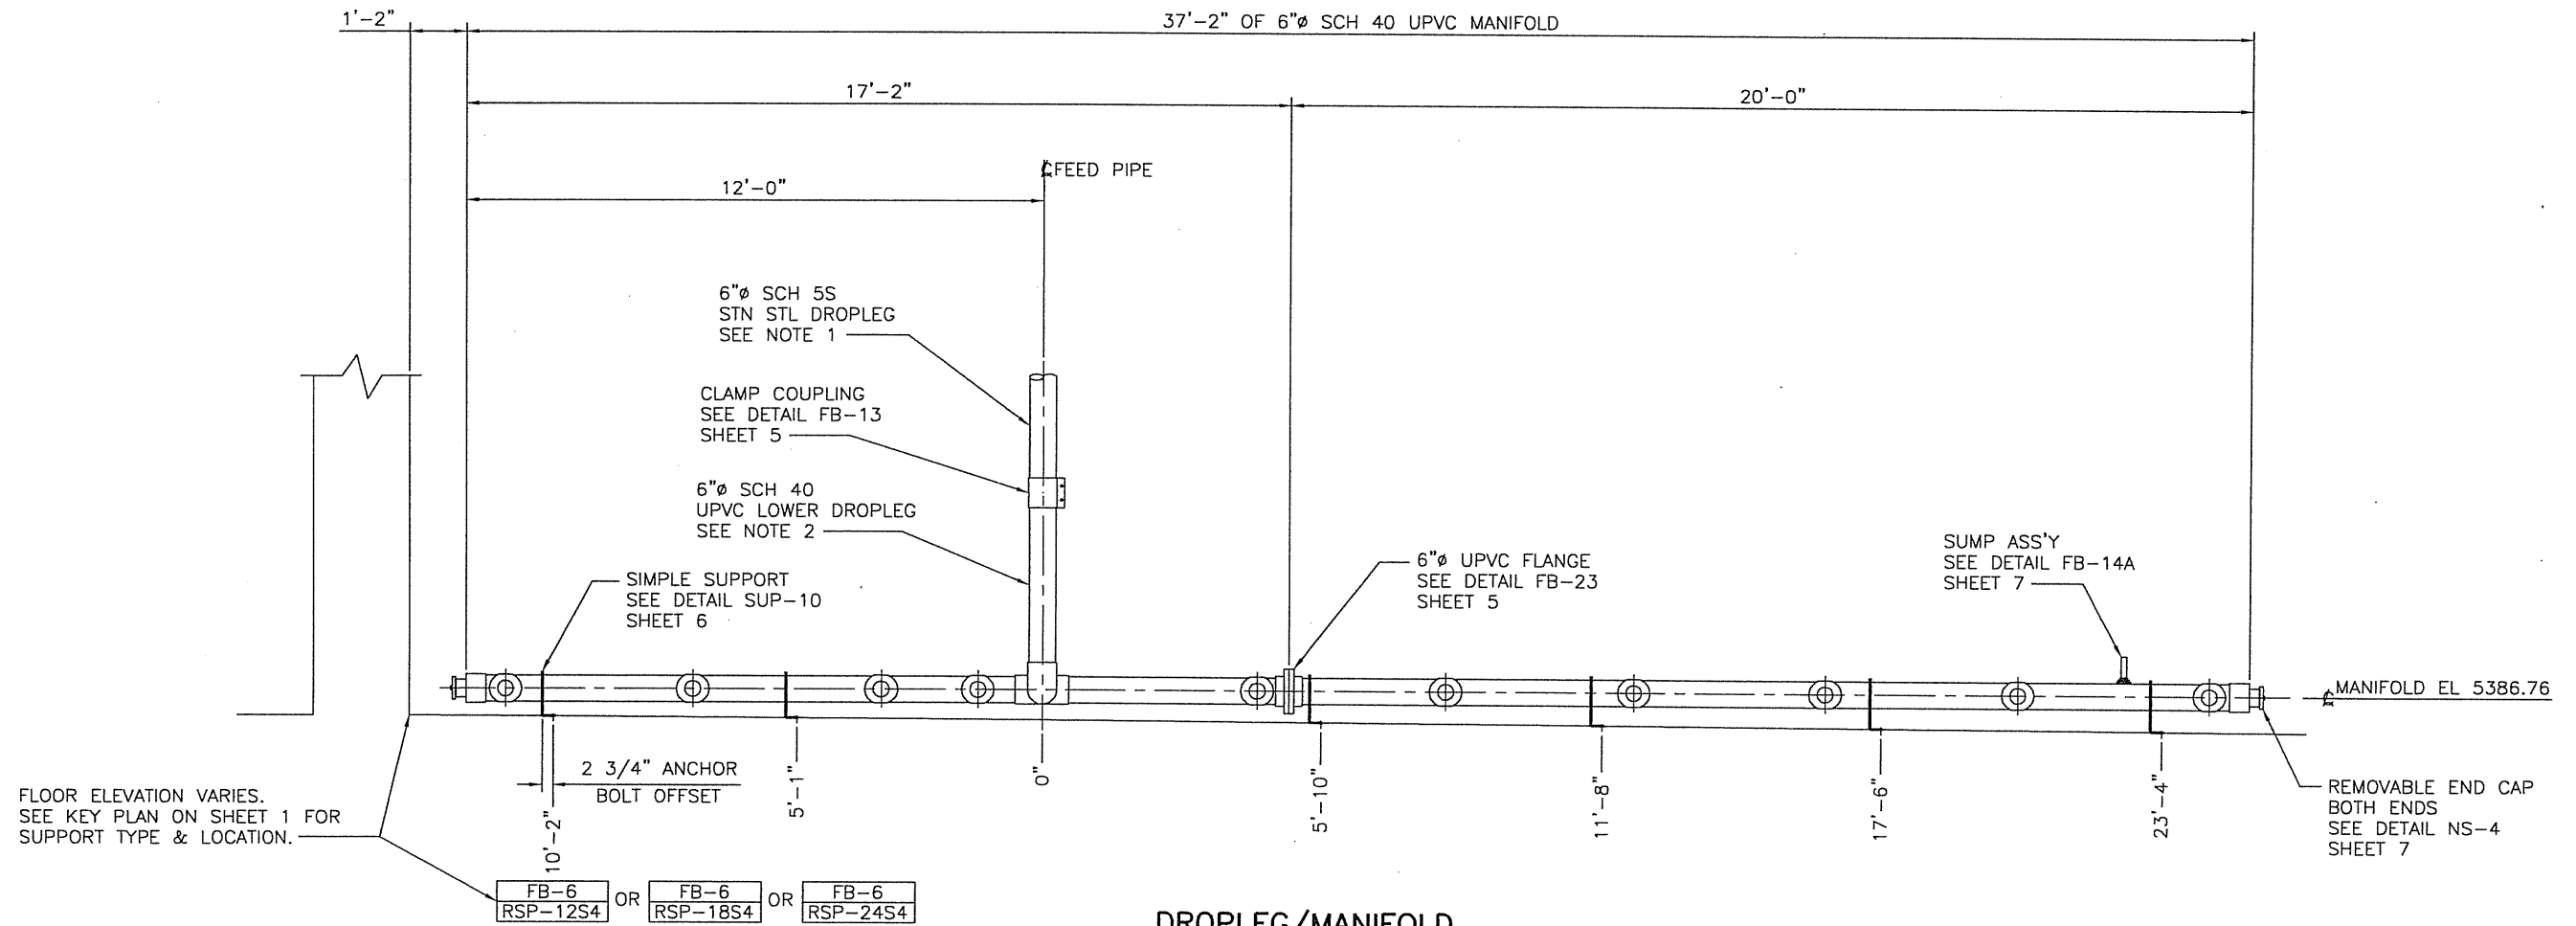 1'-2"
37'-2" OF 6"ø SCH 40 UPVC MANIFOLD
17'-2"
20'-0"
℄ FEED PIPE
12'-0"
6"ø SCH 5S
STN STL DROPLEG
SEE NOTE 1
CLAMP COUPLING
SEE DETAIL FB-13
SHEET 5
6"ø SCH 40
UPVC LOWER DROPLEG
SEE NOTE 2
SIMPLE SUPPORT
SEE DETAIL SUP-10
SHEET 6
6"ø UPVC FLANGE
SEE DETAIL FB-23
SHEET 5
SUMP ASS'Y
SEE DETAIL FB-14A
SHEET 7
℄ MANIFOLD EL 5386.76
2 3/4" ANCHOR
BOLT OFFSET
10'-2"
5'-1"
0"
5'-10"
11'-8"
17'-6"
23'-4"
REMOVABLE END CAP
BOTH ENDS
SEE DETAIL NS-4
SHEET 7
FLOOR ELEVATION VARIES.
SEE KEY PLAN ON SHEET 1 FOR
SUPPORT TYPE & LOCATION.
FB-6 OR FB-6 OR FB-6
RSP-12S4 RSP-18S4 RSP-24S4
DROPLEG/MANIFOLD